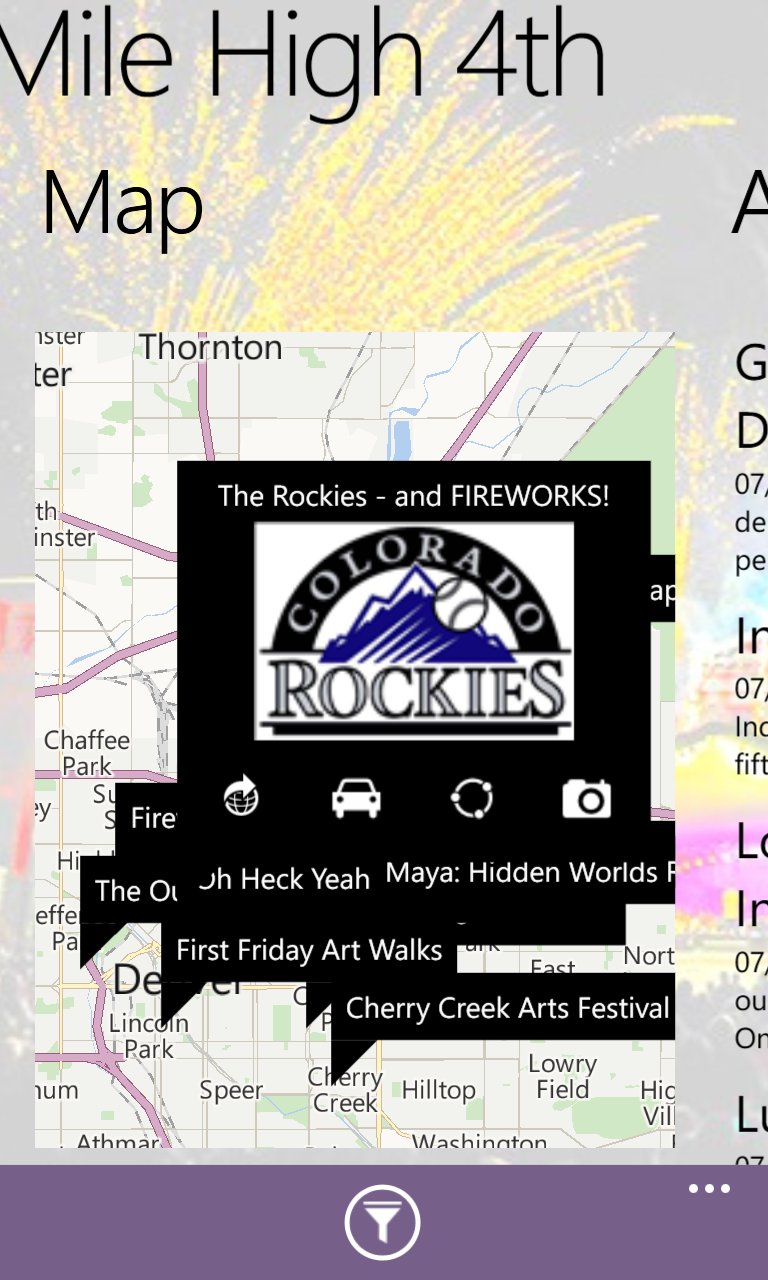 Mile High 4th
Map
A
nster
Thornton
ter
G
D
The Rockies - and FIREWORKS!
07/
th
inster
de
pe
COLORADO
ROCKIES
ap
In
07/
Inc
fift
Chaffee
Park
Su
S
ey
Fire
Lo
In
Hi
The Ou
Oh Heck Yeah
Maya: Hidden Worlds R
effer
Pa
First Friday Art Walks
ark
North
East
07/
Denver
C
P
Cherry Creek Arts Festival
ou
On
Lincoln
Park
num
Speer
Cherry
Creek
Hilltop
Lowry
Field
Hig
Vill
Lu
Athmar
Washington
07